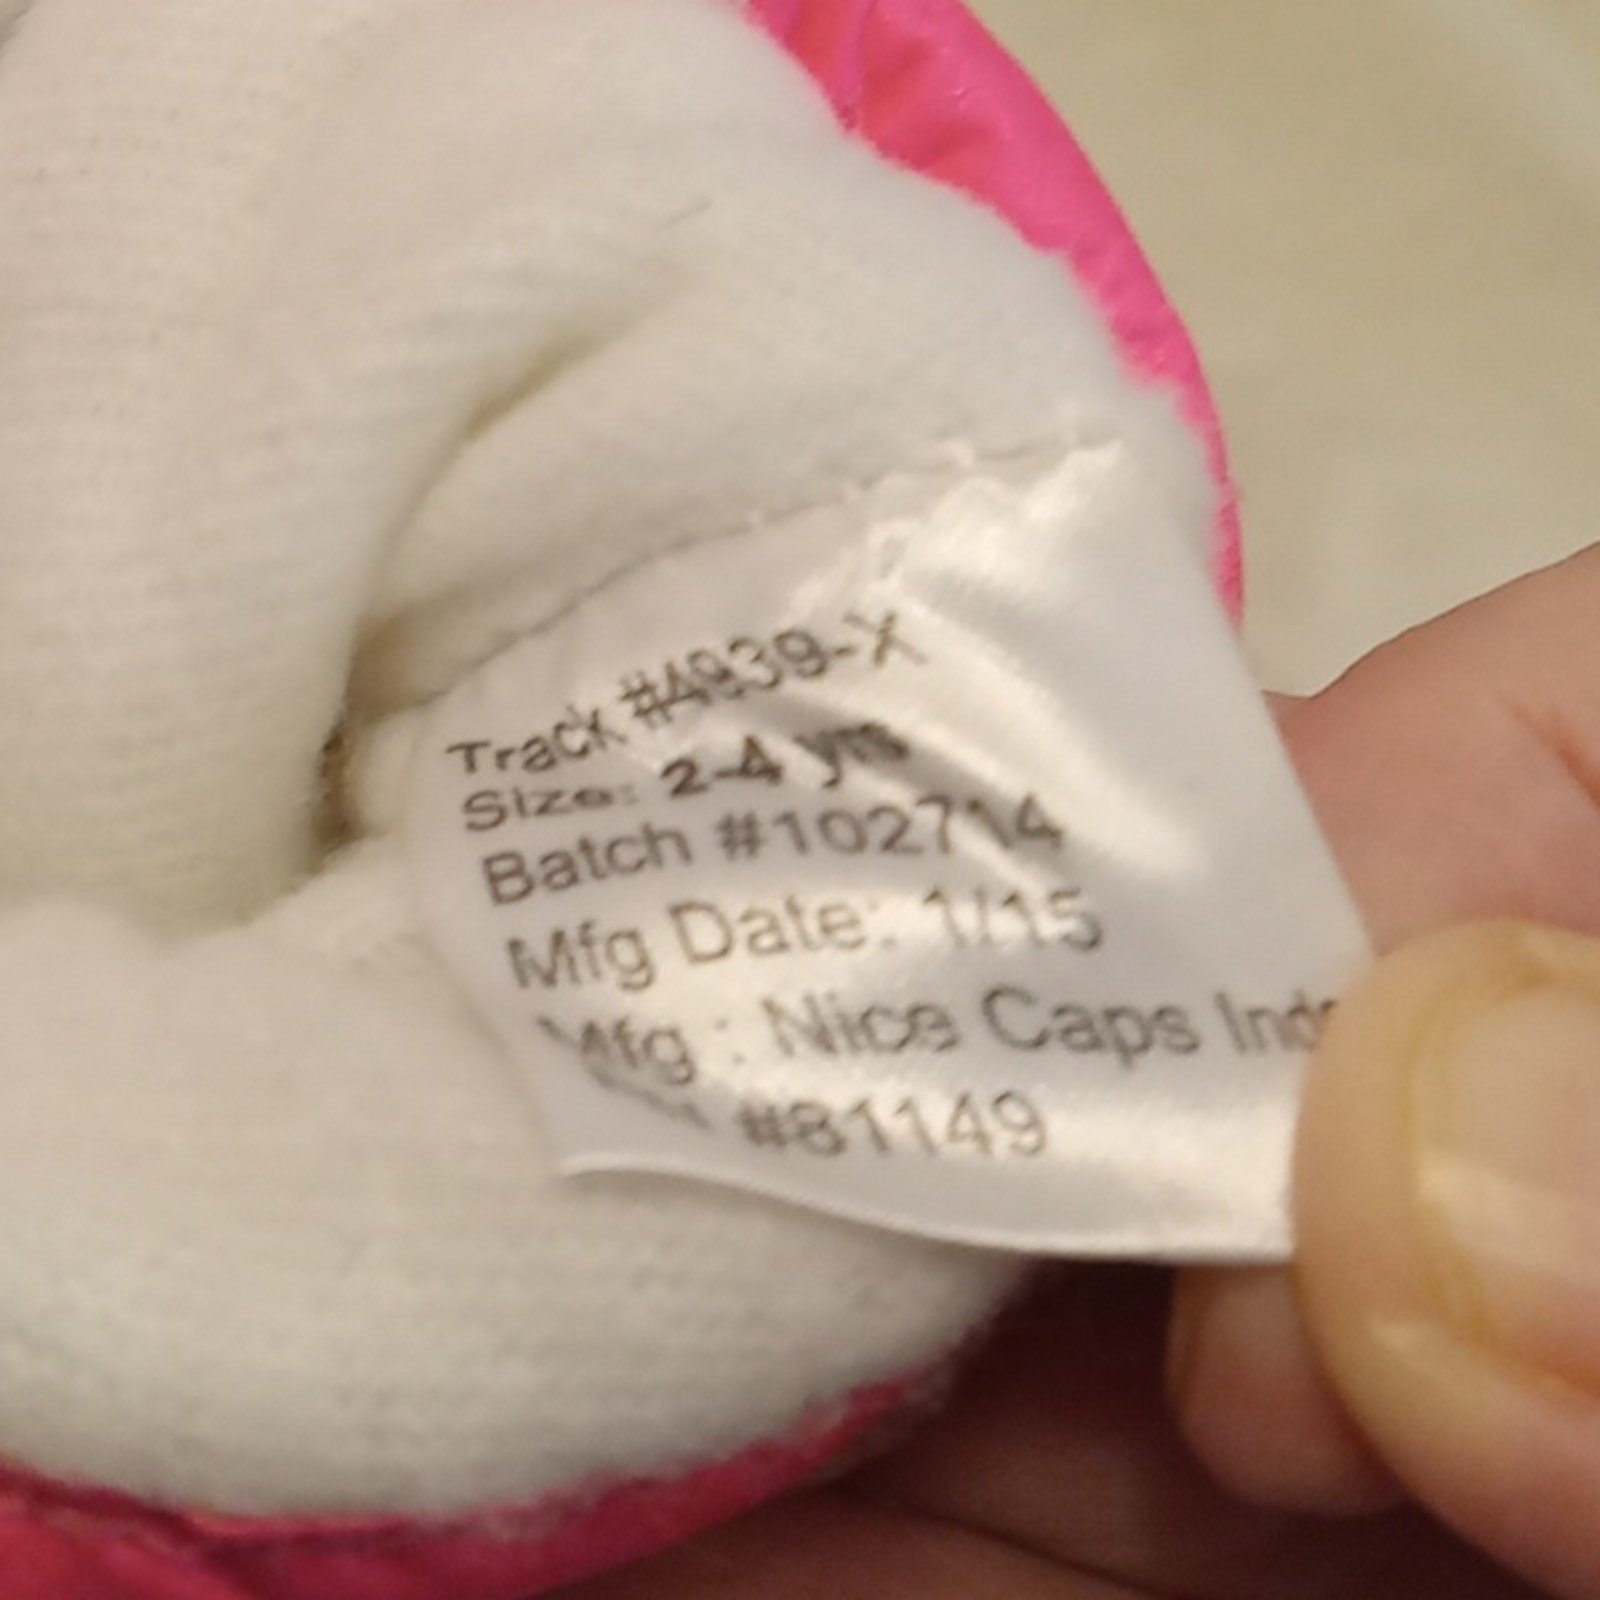 Track #4939-X
Size: 2-4 yrs
Batch #102714
Mfg Date: 1/15
Mfg : Nice Caps
#81149